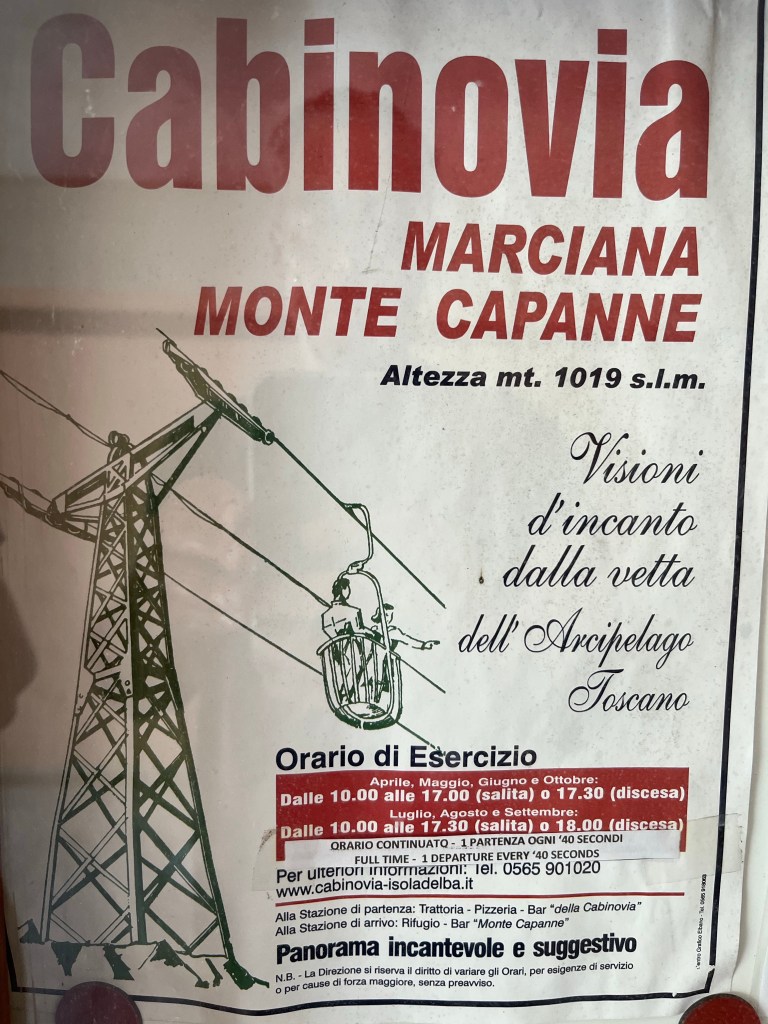 Cabinovia
MARCIANA
MONTE CAPANNE
Altezza mt. 1019 s.l.m.
Visioni
d'incanto
dalla vetta
dell' Arcipelago
Toscano
Orario di Esercizio
Aprile, Maggio, Giugno e Ottobre:
Dalle 10.00 alle 17.00 (salita) o 17.30 (discesa)
Luglio, Agosto e Settembre:
Dalle 10.00 alle 17.30 (salita) o 18.00 (discesa)
ORARIO CONTINUATO - 1 PARTENZA OGNI '40 SECONDI
FULL TIME - 1 DEPARTURE EVERY '40 SECONDS
Per ulteriori informazioni: Tel. 0565 901020
www.cabinovia-isoladelba.it
Alla Stazione di partenza: Trattoria - Pizzeria - Bar "della Cabinovia"
Alla Stazione di arrivo: Rifugio - Bar "Monte Capanne"
Panorama incantevole e suggestivo
N.B. - La Direzione si riserva il diritto di variare gli Orari, per esigenze di servizio
o per cause di forza maggiore, senza preavviso.